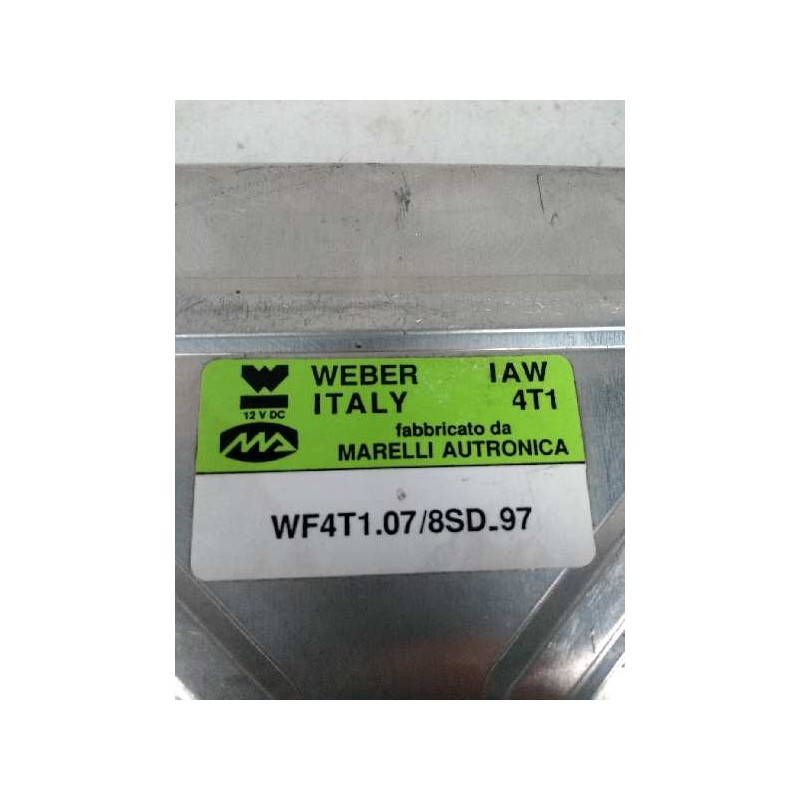 WEBER IAW
ITALY 4T1
12 V DC
fabbricato da
MARELLI AUTRONICA
WF4T1.07/8SD-97